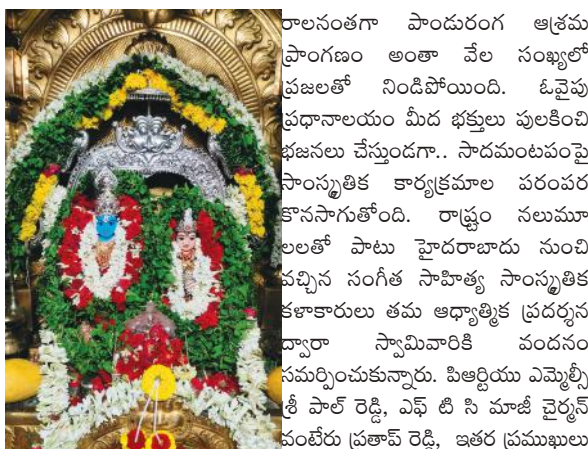 రాలనంతగా పాండురంగ ఆశ్రమ
ప్రాంగణం అంతా వేల సంఖ్యలో
ప్రజలతో నిండిపోయింది. ఓవైపు
ప్రధానాలయం మీద భక్తులు పులకించి
భజనలు చేస్తుండగా.. సాదమంటపంపై
సాంస్కృతిక కార్యక్రమాల పరంపర
కొనసాగుతోంది. రాష్ట్రం నలుమూ
లలతో పాటు హైదరాబాదు నుంచి
వచ్చిన సంగీత సాహిత్య సాంస్కృతిక
కళాకారులు తమ ఆధ్యాత్మిక ప్రదర్శన
ద్వారా స్వామివారికి వందనం
సమర్పించుకున్నారు. పిఆర్టియు ఎమ్మెల్సీ
శ్రీ పాల్ రెడ్డి, ఎఫ్ టి సి మాజీ చైర్మన్
వంటేరు ప్రతాప్ రెడ్డి, ఇతర ప్రముఖులు